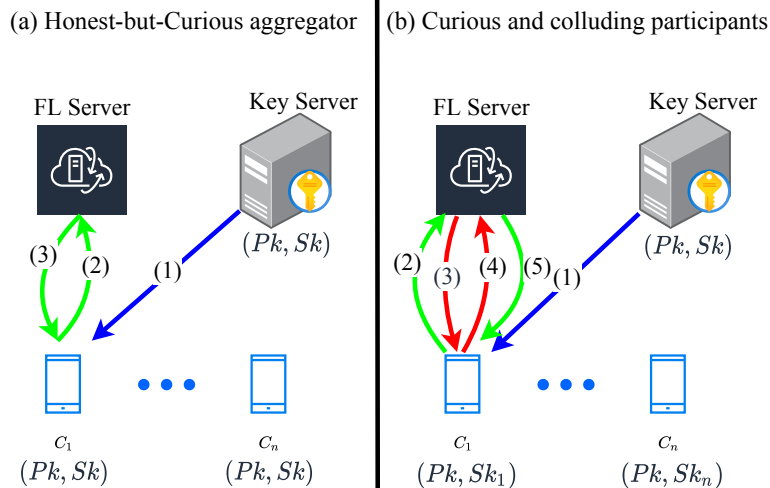 (a) Honest-but-Curious aggregator
FL Server
Key Server
(Pk, Sk)
(3)
(2)
(1)
C₁
(Pk, Sk)
Cₙ
(Pk, Sk)
(b) Curious and colluding participants
FL Server
Key Server
(Pk, Sk)
(2)
(3)
(4)
(5)
(1)
C₁
(Pk, Sk₁)
Cₙ
(Pk, Skₙ)